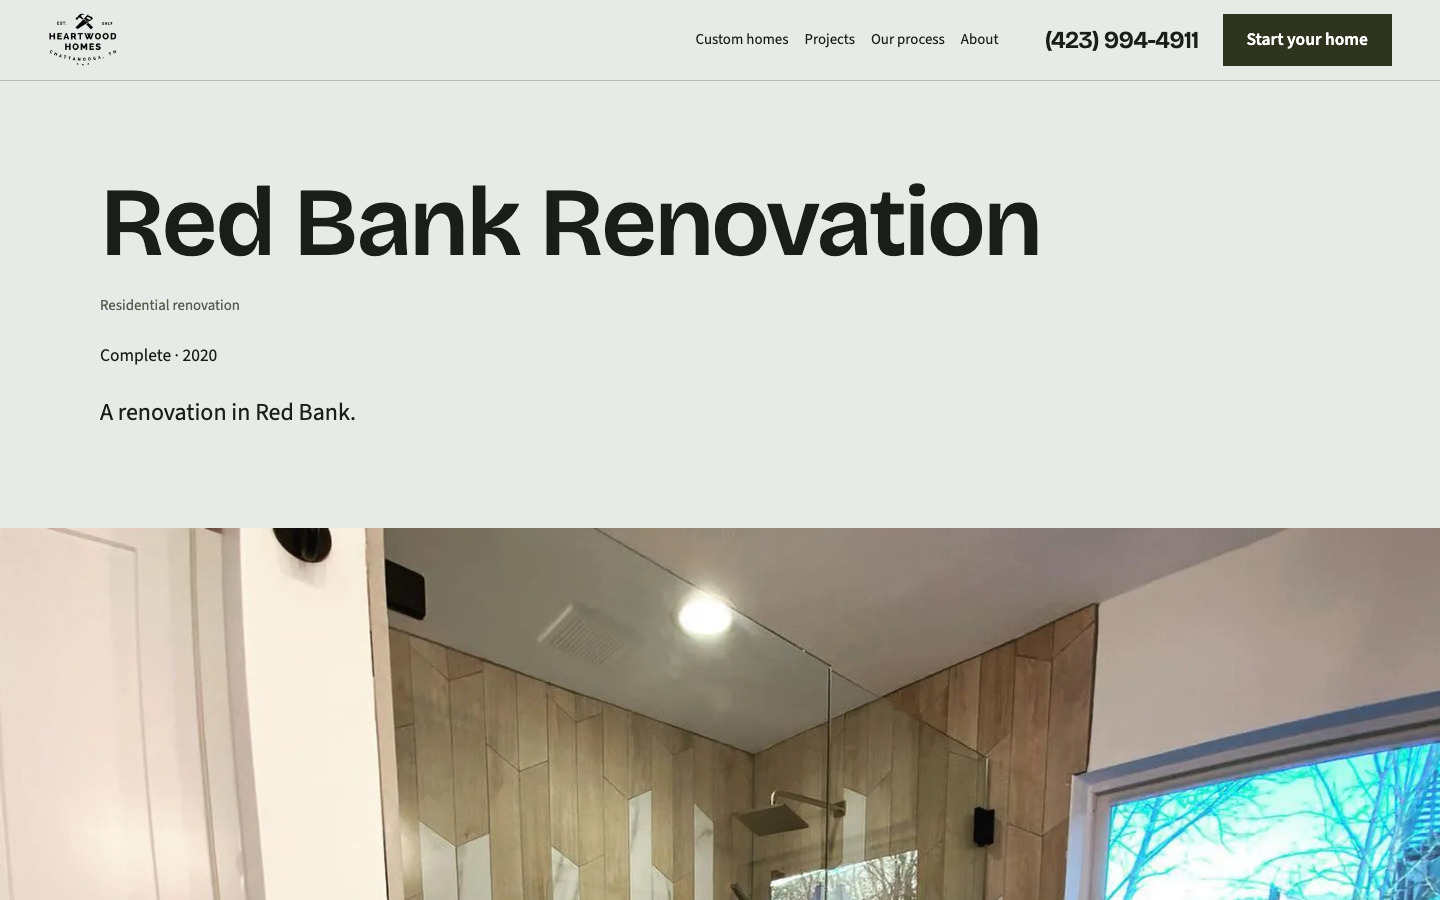 EST. 2017
HEARTWOOD
HOMES
CHATTANOOGA, TN
Custom homes
Projects
Our process
About
(423) 994-4911
Start your home
Red Bank Renovation
Residential renovation
Complete · 2020
A renovation in Red Bank.